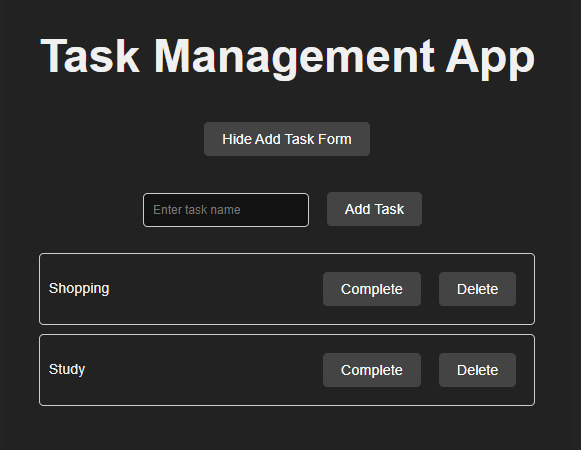 Task Management App
Hide Add Task Form
Enter task name Add Task
Shopping Complete Delete
Study Complete Delete